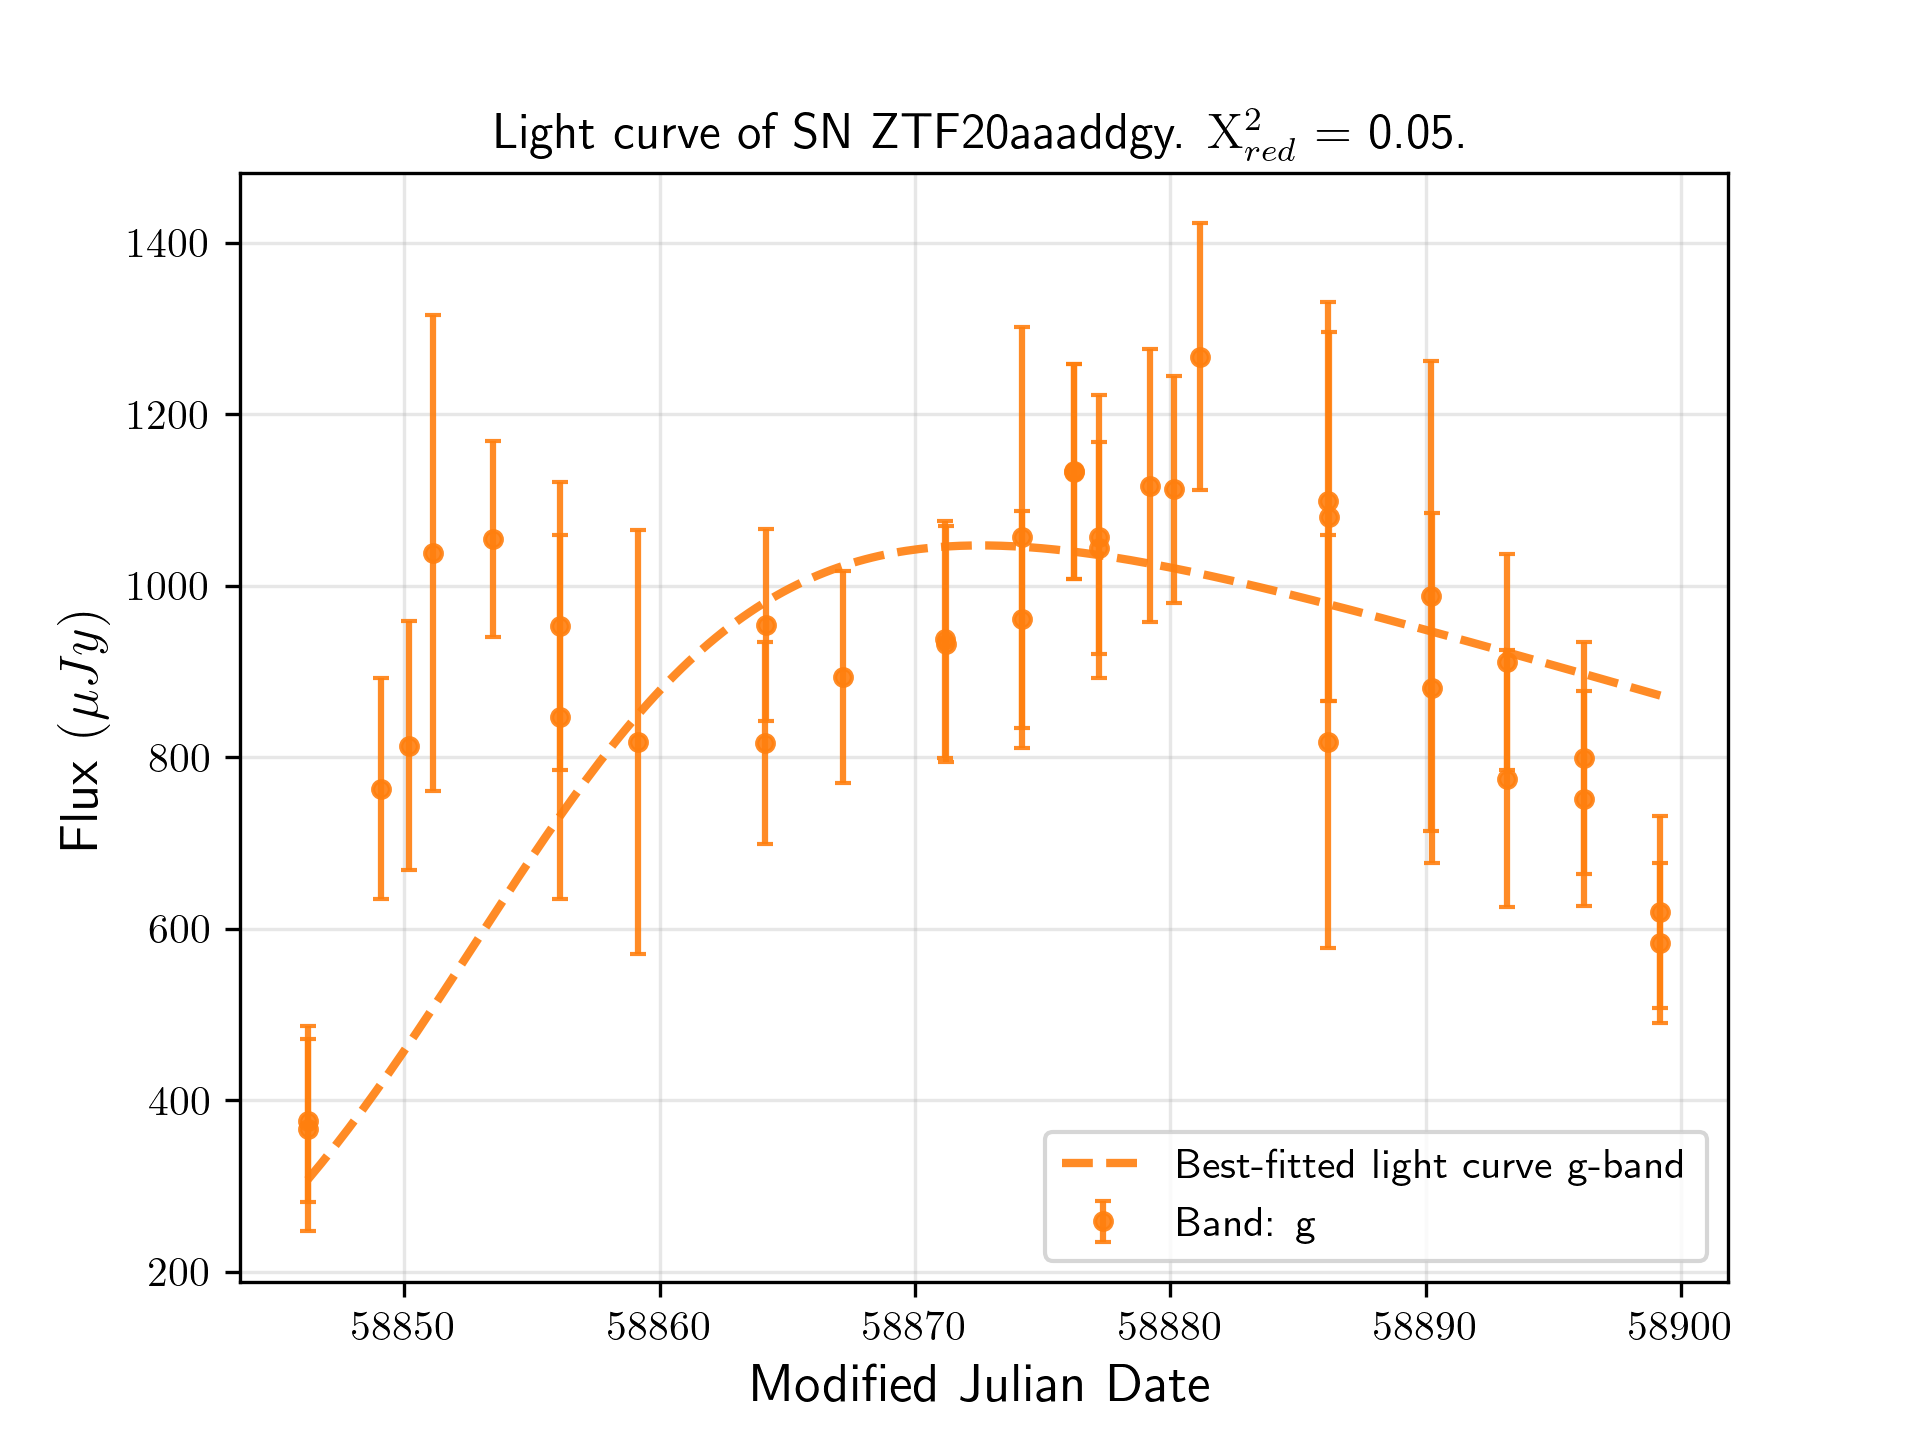 Light curve of SN ZTF20aaaddgy. X²_red = 0.05.
Flux (μJy)
1400
1200
1000
800
600
400
200
58850 58860 58870 58880 58890 58900
Modified Julian Date
Best-fitted light curve g-band
Band: g